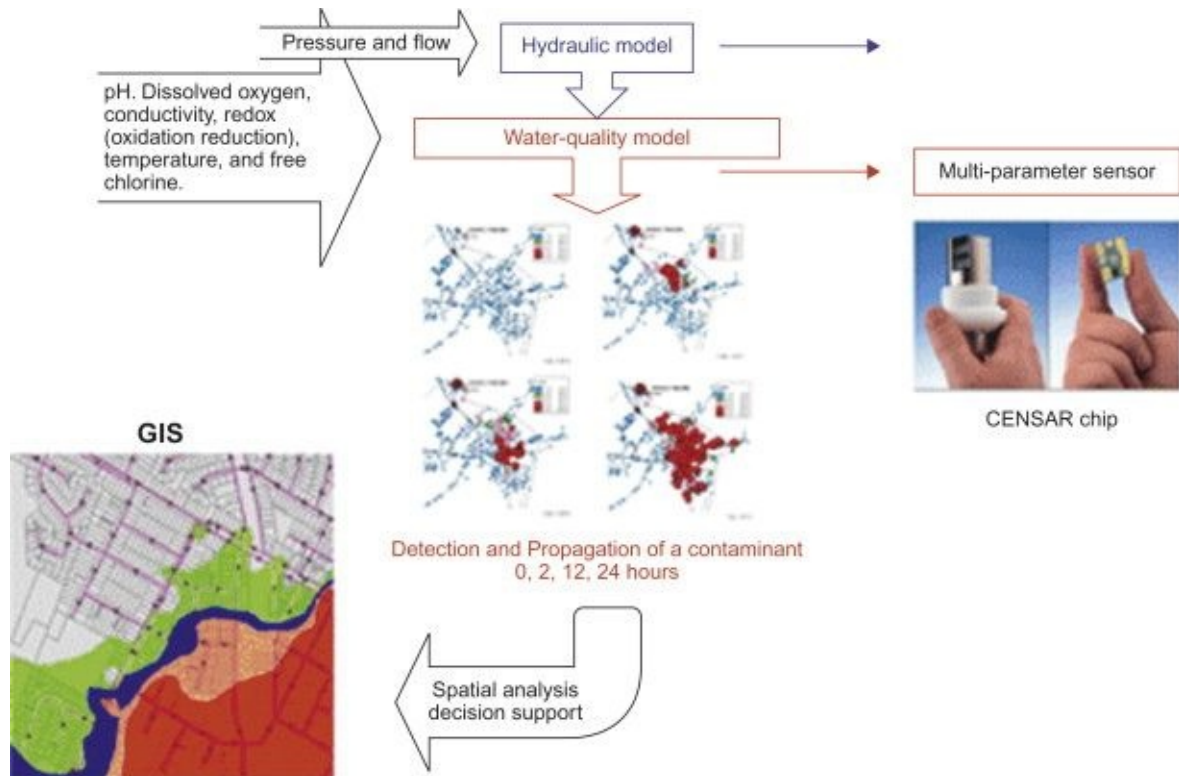 Pressure and flow
Hydraulic model
pH. Dissolved oxygen,
conductivity, redox
(oxidation reduction),
temperature, and free
chlorine.
Water-quality model
Multi-parameter sensor
CENSAR chip
GIS
Detection and Propagation of a contaminant
0, 2, 12, 24 hours
Spatial analysis
decision support